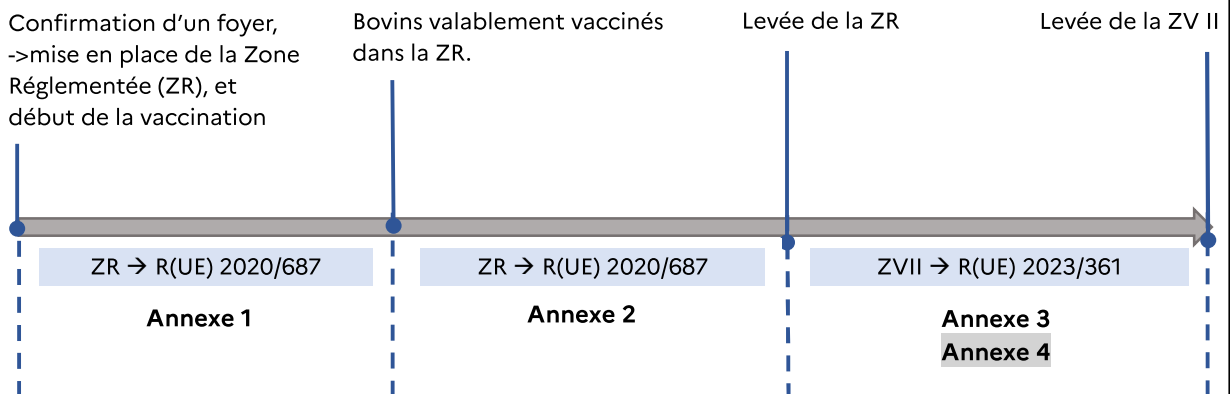 Confirmation d’un foyer,
->mise en place de la Zone
Réglementée (ZR), et
début de la vaccination
Bovins valablement vaccinés
dans la ZR.
Levée de la ZR
Levée de la ZV II
ZR → R(UE) 2020/687
ZR → R(UE) 2020/687
ZVII → R(UE) 2023/361
Annexe 1
Annexe 2
Annexe 3
Annexe 4